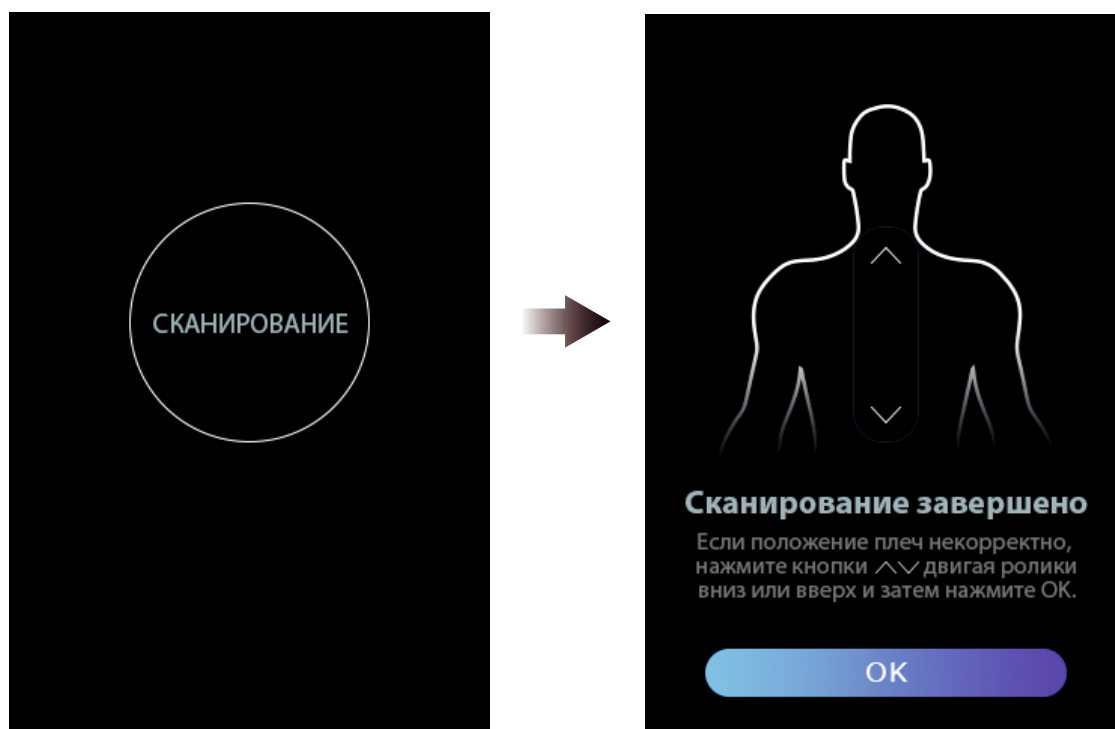 СКАНИРОВАНИЕ
Сканирование завершено
Если положение плеч некорректно,
нажмите кнопки двигая ролики
вниз или вверх и затем нажмите ОК.
OK